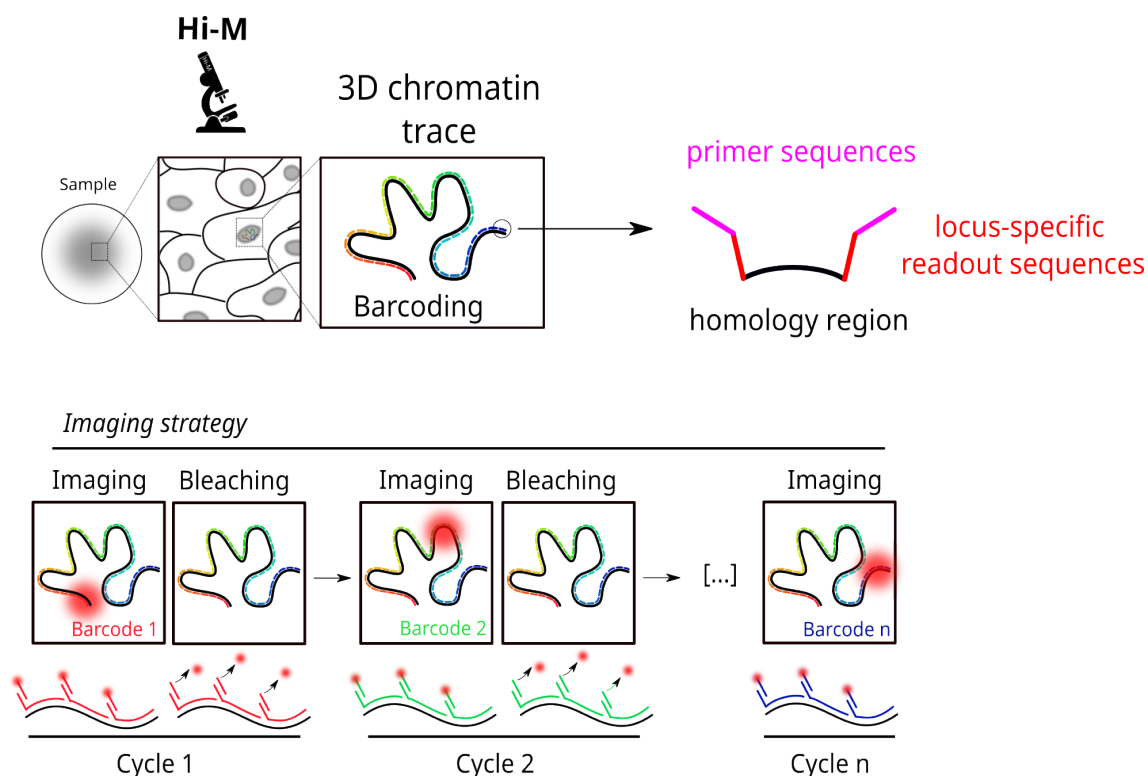 Hi-M
Hi-M
3D chromatin
trace
Sample
Barcoding
primer sequences
locus-specific
readout sequences
homology region
Imaging strategy
Imaging
Bleaching
Imaging
Bleaching
Imaging
[...]
Barcode 1
Barcode 2
Barcode n
Cycle 1
Cycle 2
Cycle n